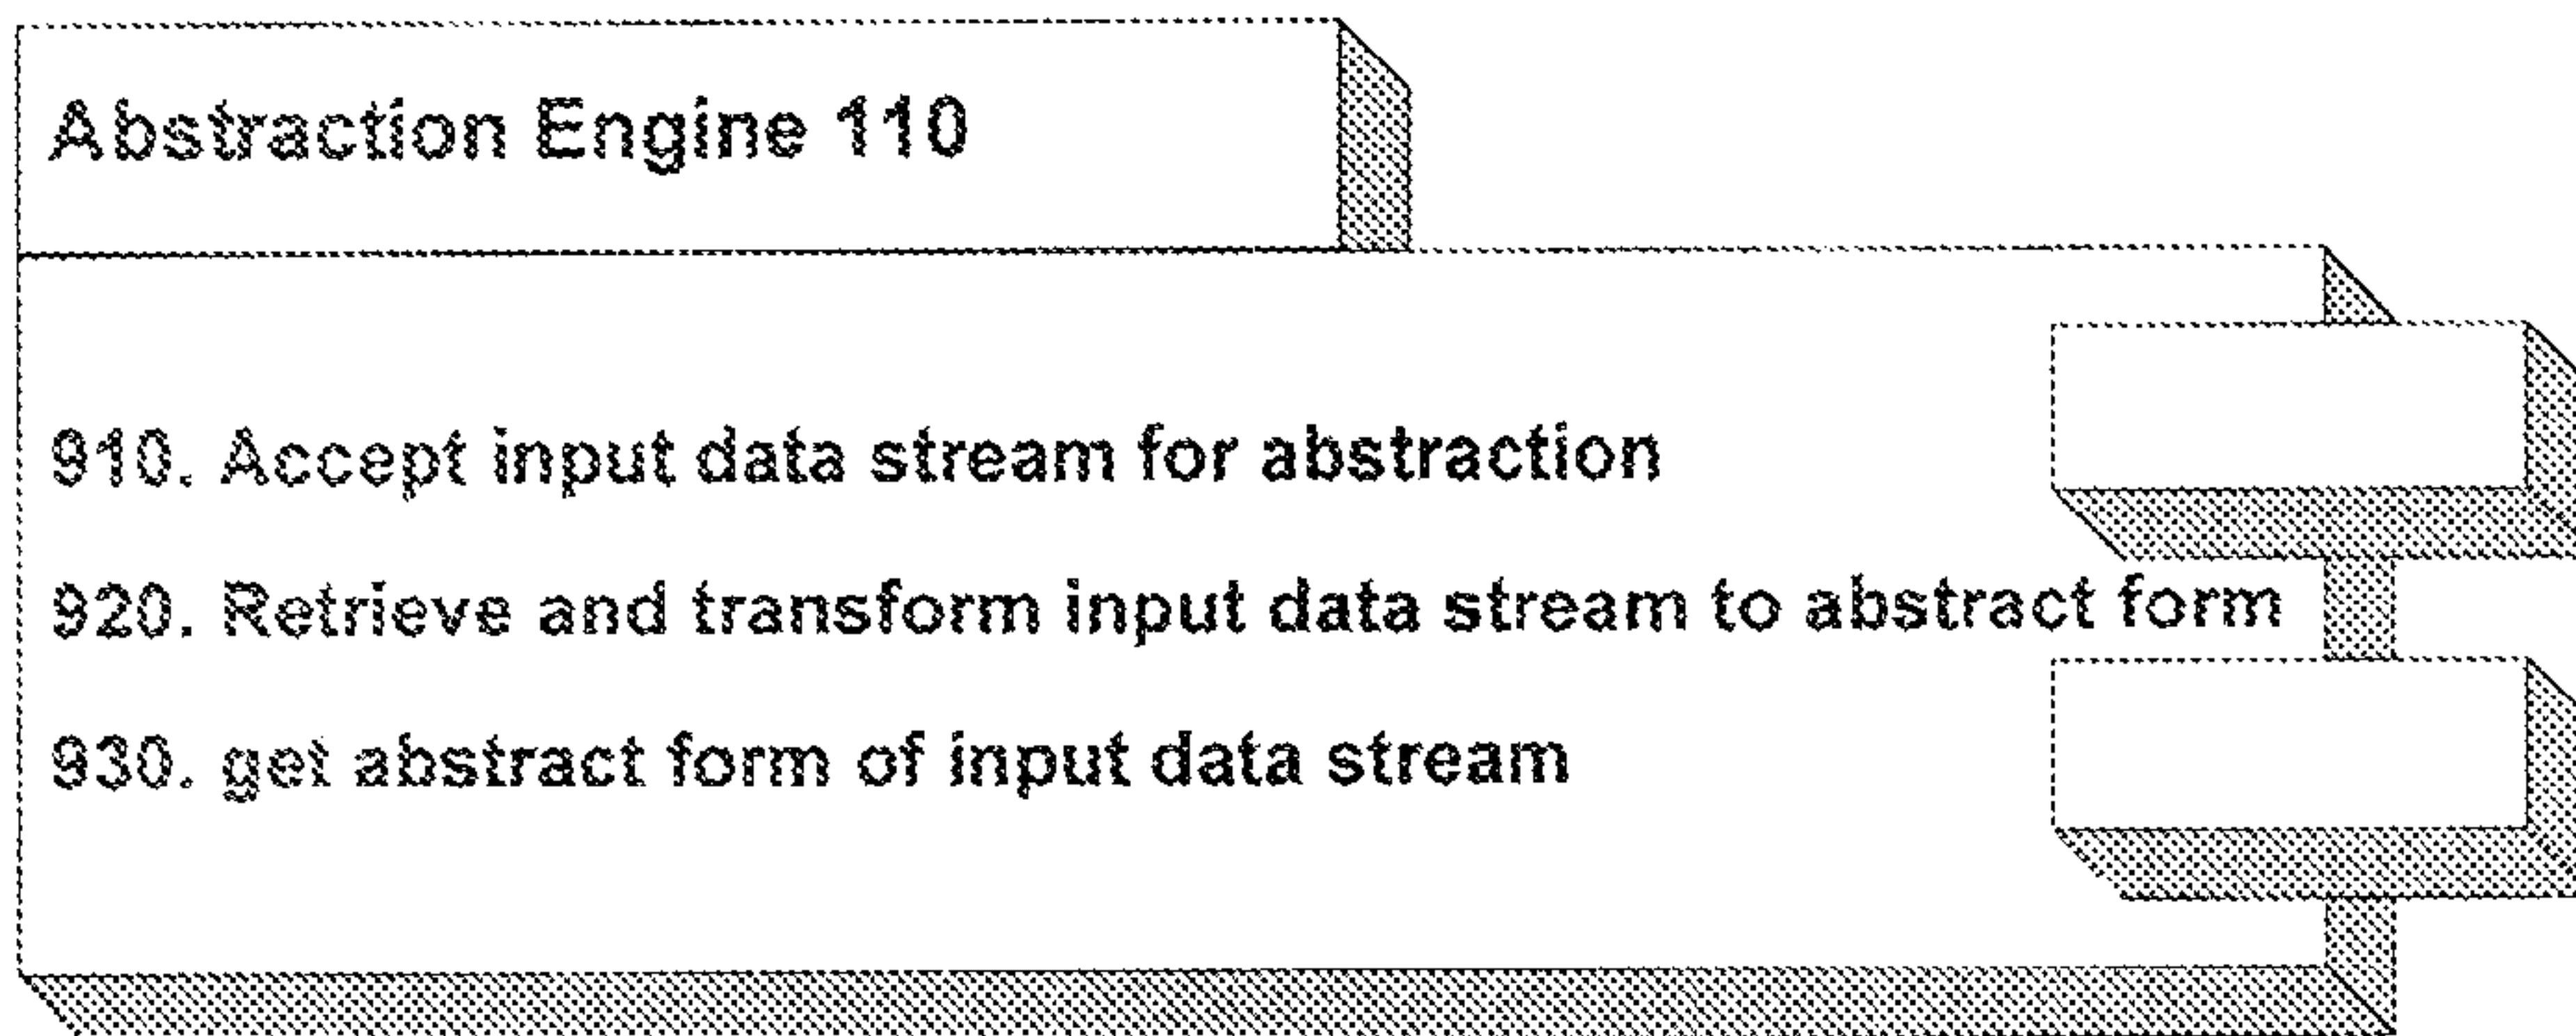 Abstraction Engine 110
910. Accept input data stream for abstraction
920. Retrieve and transform input data stream to abstract form
930. get abstract form of input data stream